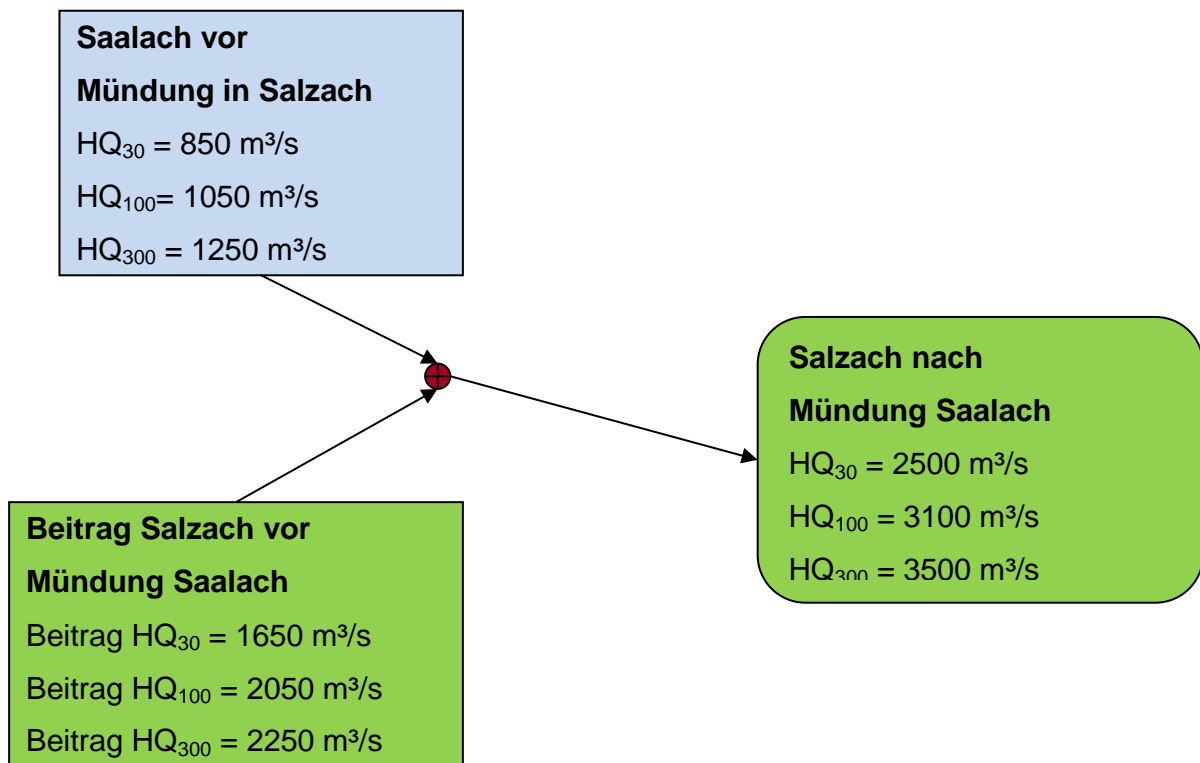 Saalach vor
Mündung in Salzach
HQ₃₀ = 850 m³/s
HQ₁₀₀= 1050 m³/s
HQ₃₀₀ = 1250 m³/s
Salzach nach
Mündung Saalach
HQ₃₀ = 2500 m³/s
HQ₁₀₀ = 3100 m³/s
HQ₃₀₀ = 3500 m³/s
Beitrag Salzach vor
Mündung Saalach
Beitrag HQ₃₀ = 1650 m³/s
Beitrag HQ₁₀₀ = 2050 m³/s
Beitrag HQ₃₀₀ = 2250 m³/s